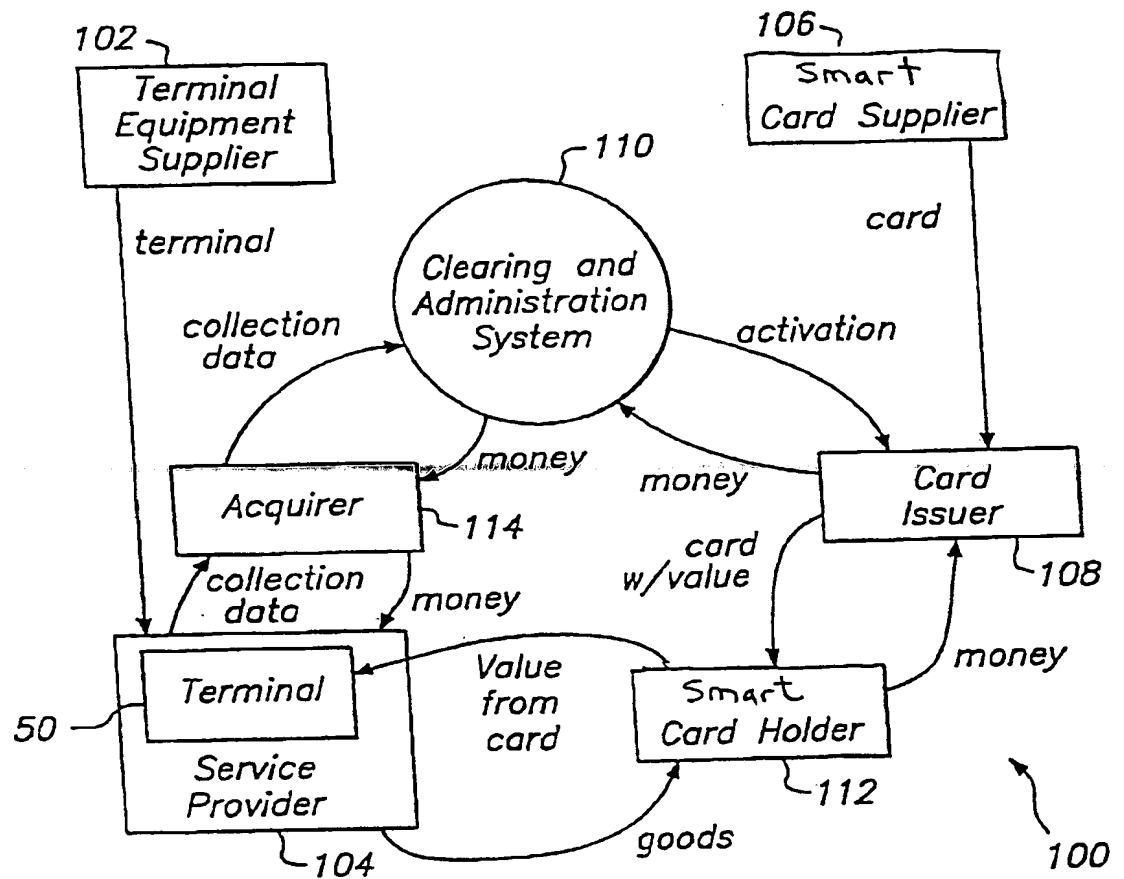 102
Terminal
Equipment
Supplier
106
Smart
Card Supplier
110
terminal
card
Clearing and
Administration
System
collection
data
activation
money
money
Acquirer
114
Card
Issuer
108
card
w/value
collection
data
money
money
Terminal
50
Service
Provider
104
Value
from
card
Smart
Card Holder
112
goods
100